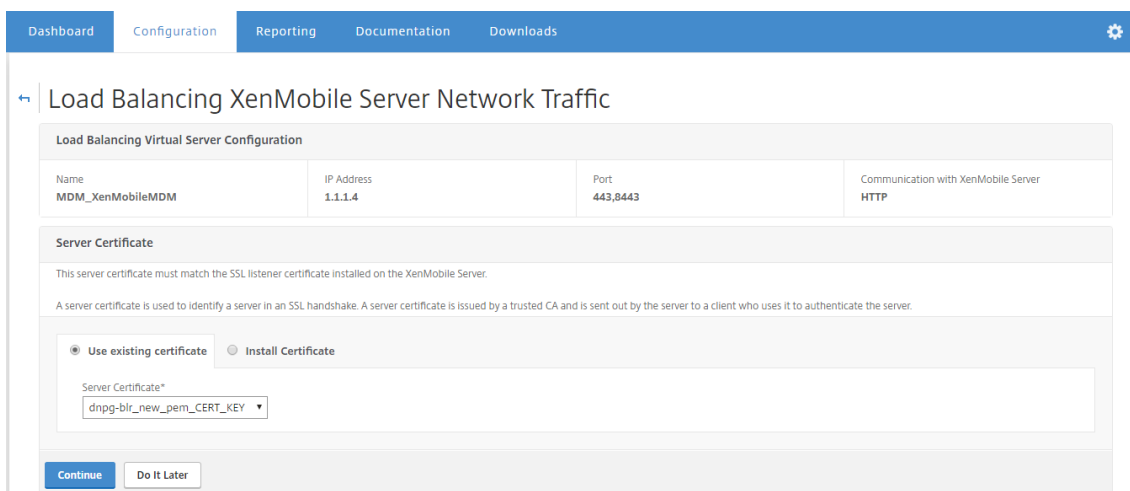 Dashboard Configuration Reporting Documentation Downloads
Load Balancing XenMobile Server Network Traffic
Load Balancing Virtual Server Configuration
Name IP Address Port Communication with XenMobile Server
MDM_XenMobileMDM 1.1.1.4 443,8443 HTTP
Server Certificate
This server certificate must match the SSL listener certificate installed on the XenMobile Server.
A server certificate is used to identify a server in an SSL handshake. A server certificate is issued by a trusted CA and is sent out by the server to a client who uses it to authenticate the server.
Use existing certificate Install Certificate
Server Certificate*
dnpg-blr_new_pem_CERT_KEY
Continue Do It Later